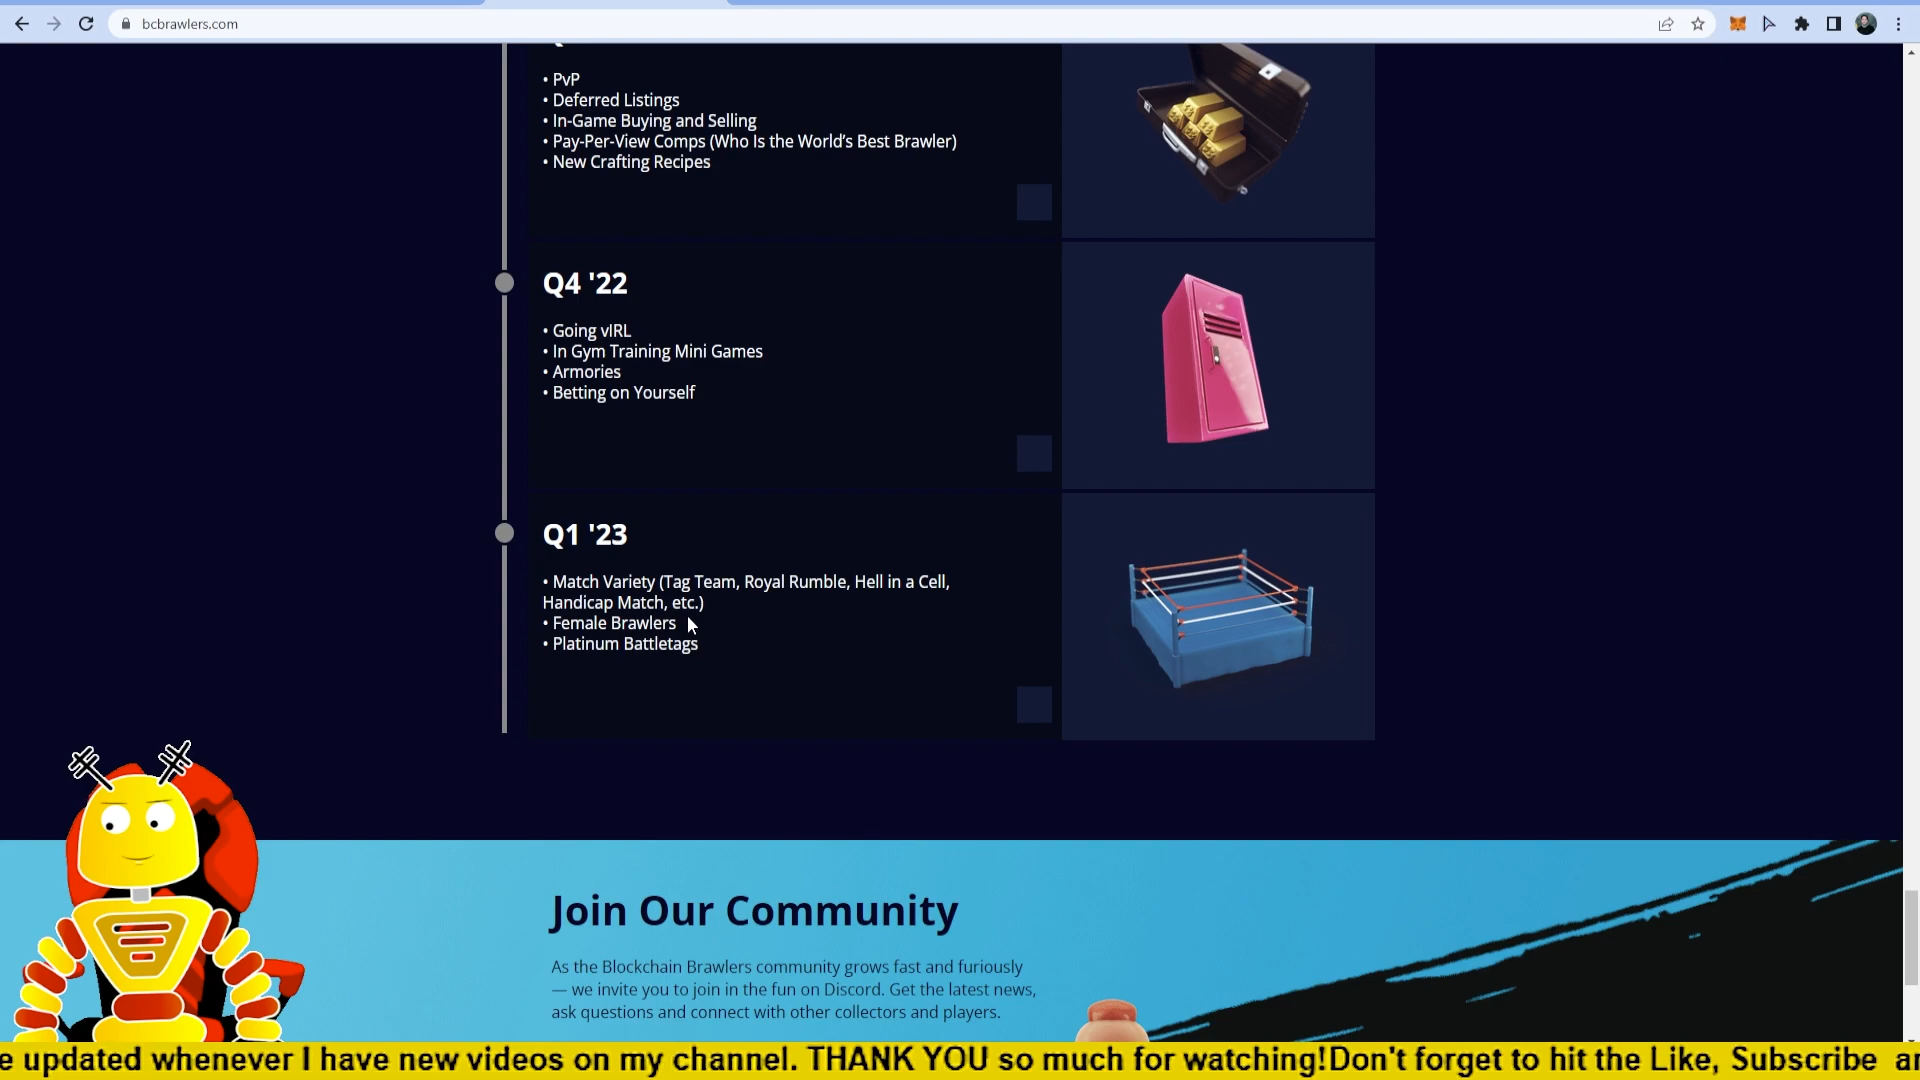 bcbrawlers.com
• PvP
• Deferred Listings
• In-Game Buying and Selling
• Pay-Per-View Comps (Who Is the World’s Best Brawler)
• New Crafting Recipes
Q4 '22
• Going vIRL
• In Gym Training Mini Games
• Armories
• Betting on Yourself
Q1 '23
• Match Variety (Tag Team, Royal Rumble, Hell in a Cell,
Handicap Match, etc.)
• Female Brawlers
• Platinum Battletags
Join Our Community
As the Blockchain Brawlers community grows fast and furiously
— we invite you to join in the fun on Discord. Get the latest news,
ask questions and connect with other collectors and players.
e updated whenever I have new videos on my channel. THANK YOU so much for watching!Don't forget to hit the Like, Subscribe